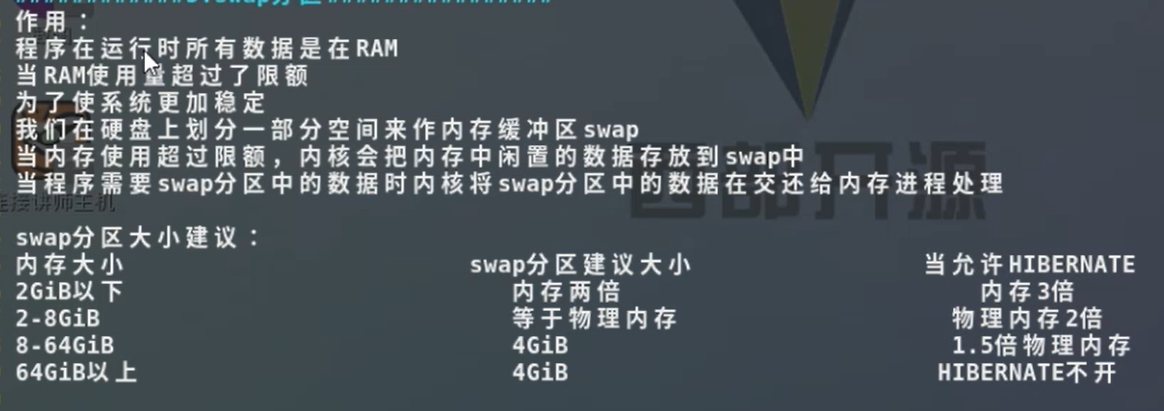 作用：
程序在运行时所有数据是在RAM
当RAM使用量超过了限额
为了使系统更加稳定
我们在硬盘上划分一部分空间来作内存缓冲区swap
当内存使用超过限额，内核会把内存中闲置的数据存放到swap中
当程序需要swap分区中的数据时内核将swap分区中的数据在交还给内存进程处理
连接讲师主机
西部开源
swap分区大小建议：
内存大小 swap分区建议大小 当允许HIBERNATE
2GiB以下 内存两倍 内存3倍
2-8GiB 等于物理内存 物理内存2倍
8-64GiB 4GiB 1.5倍物理内存
64GiB以上 4GiB HIBERNATE不开